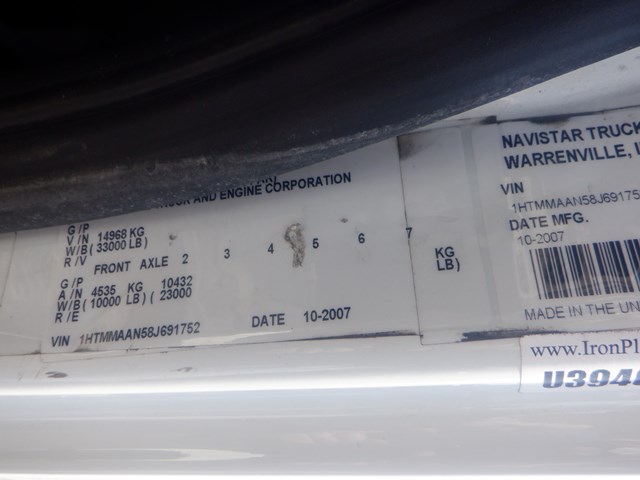 AND ENGINE CORPORATION
G/P
V/N 14968 KG
W/B( 33000 LB)
R/V
FRONT AXLE 2 3 4 5 6 7
G/P
A/N 4535 KG 10432
W/B( 10000 LB) ( 23000
R/E
KG
LB)
VIN 1HTMMAAN58J691752 DATE 10-2007
NAVISTAR TRUCK
WARRENVILLE,
VIN
1HTMMAAN58J691752
DATE MFG.
10-2007
MADE IN THE UN
www.IronPl
U394